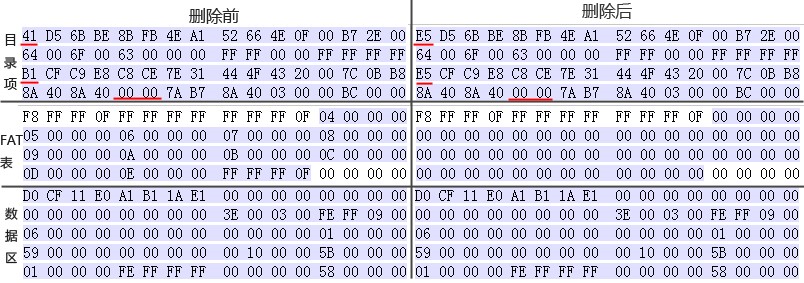 删除前 删除后
目录项
41 D5 6B BE 8B FB 4E A1 52 66 4E 0F 00 B7 2E 00 E5 D5 6B BE 8B FB 4E A1 52 66 4E 0F 00 B7 2E 00
64 00 6F 00 63 00 00 00 FF FF 00 00 FF FF FF FF 64 00 6F 00 63 00 00 00 FF FF 00 00 FF FF FF FF
B1 CF C9 E8 C8 CE 7E 31 44 4F 43 20 00 7C 0B B8 E5 CF C9 E8 C8 CE 7E 31 44 4F 43 20 00 7C 0B B8
8A 40 8A 40 00 00 7A B7 8A 40 03 00 00 BC 00 00 8A 40 8A 40 00 00 7A B7 8A 40 03 00 00 BC 00 00
FAT表
F8 FF FF 0F FF FF FF FF FF FF FF 0F 04 00 00 00 F8 FF FF 0F FF FF FF FF FF FF FF 0F 00 00 00 00
05 00 00 00 06 00 00 00 07 00 00 00 08 00 00 00 00 00 00 00 00 00 00 00 00 00 00 00 00 00 00 00
09 00 00 00 0A 00 00 00 0B 00 00 00 0C 00 00 00 00 00 00 00 00 00 00 00 00 00 00 00 00 00 00 00
0D 00 00 00 0E 00 00 00 FF FF FF 0F 00 00 00 00 00 00 00 00 00 00 00 00 00 00 00 00 00 00 00 00
数据区
D0 CF 11 E0 A1 B1 1A E1 00 00 00 00 00 00 00 00 D0 CF 11 E0 A1 B1 1A E1 00 00 00 00 00 00 00 00
00 00 00 00 00 00 00 00 3E 00 03 00 FE FF 09 00 00 00 00 00 00 00 00 00 3E 00 03 00 FE FF 09 00
06 00 00 00 00 00 00 00 00 00 00 00 01 00 00 00 06 00 00 00 00 00 00 00 00 00 00 00 01 00 00 00
59 00 00 00 00 00 00 00 00 10 00 00 5B 00 00 00 59 00 00 00 00 00 00 00 00 10 00 00 5B 00 00 00
01 00 00 00 FE FF FF FF 00 00 00 00 58 00 00 00 01 00 00 00 FE FF FF FF 00 00 00 00 58 00 00 00